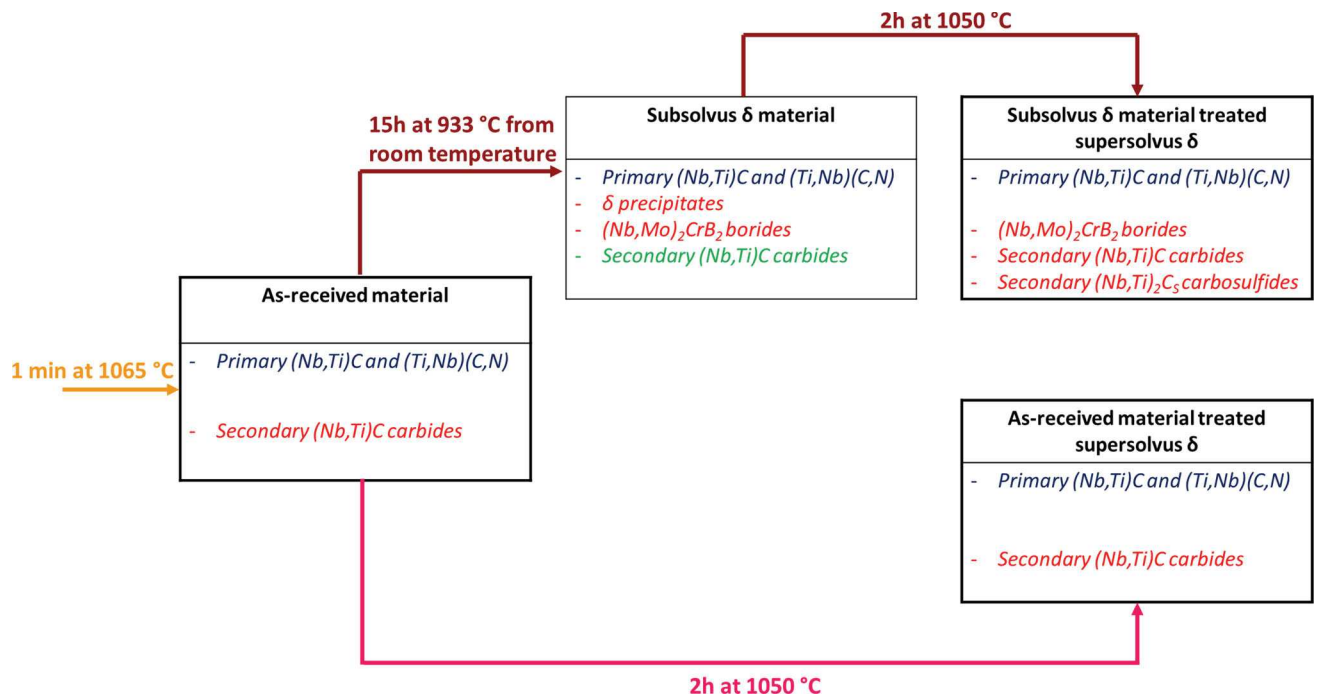 2h at 1050 °C
15h at 933 °C from
room temperature
Subsolvus δ material
- Primary (Nb,Ti)C and (Ti,Nb)(C,N)
- δ precipitates
- (Nb,Mo)₂CrB₂ borides
- Secondary (Nb,Ti)C carbides
Subsolvus δ material treated
supersolvus δ
- Primary (Nb,Ti)C and (Ti,Nb)(C,N)
- (Nb,Mo)₂CrB₂ borides
- Secondary (Nb,Ti)C carbides
- Secondary (Nb,Ti)₂Cₛ carbosulfides
1 min at 1065 °C
As-received material
- Primary (Nb,Ti)C and (Ti,Nb)(C,N)
- Secondary (Nb,Ti)C carbides
As-received material treated
supersolvus δ
- Primary (Nb,Ti)C and (Ti,Nb)(C,N)
- Secondary (Nb,Ti)C carbides
2h at 1050 °C